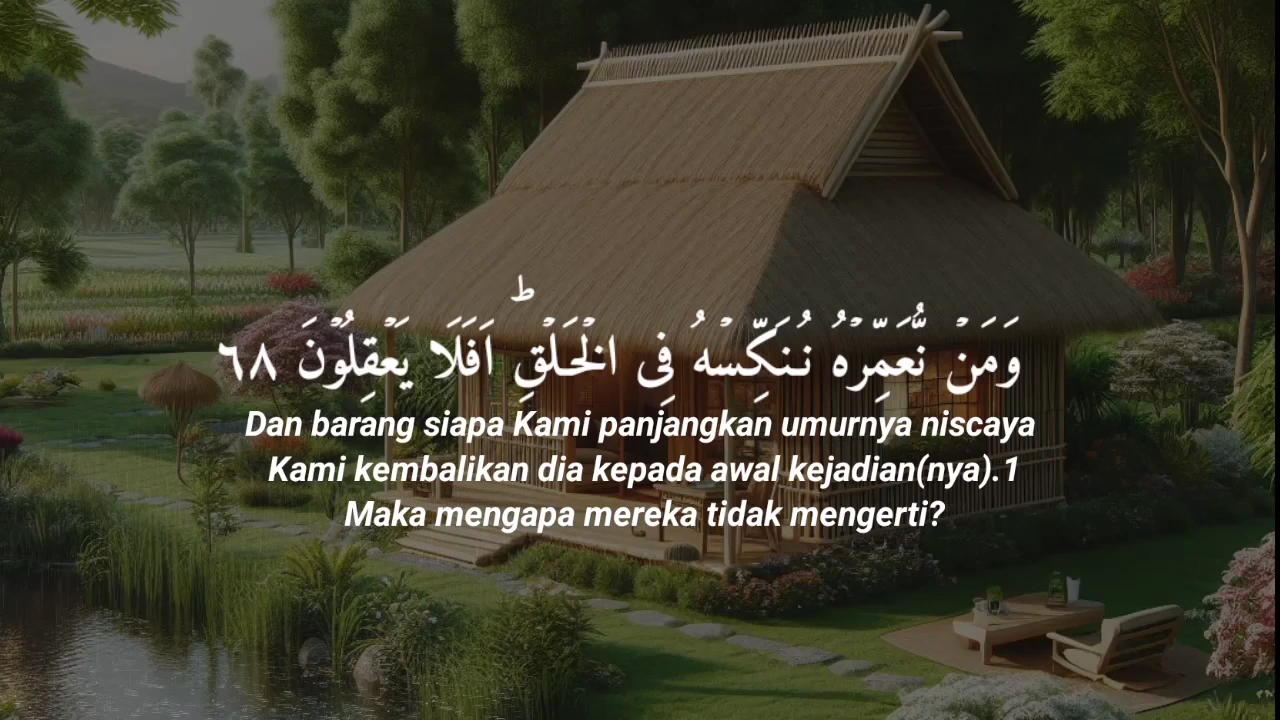 وَمَنْ نُّعَمِّرْهُ نُنَكِّسْهُ فِى الْخَلْقِۗ اَفَلَا يَعْقِلُوْنَ ٦٨
Dan barang siapa Kami panjangkan umurnya niscaya
Kami kembalikan dia kepada awal kejadian(nya).1
Maka mengapa mereka tidak mengerti?